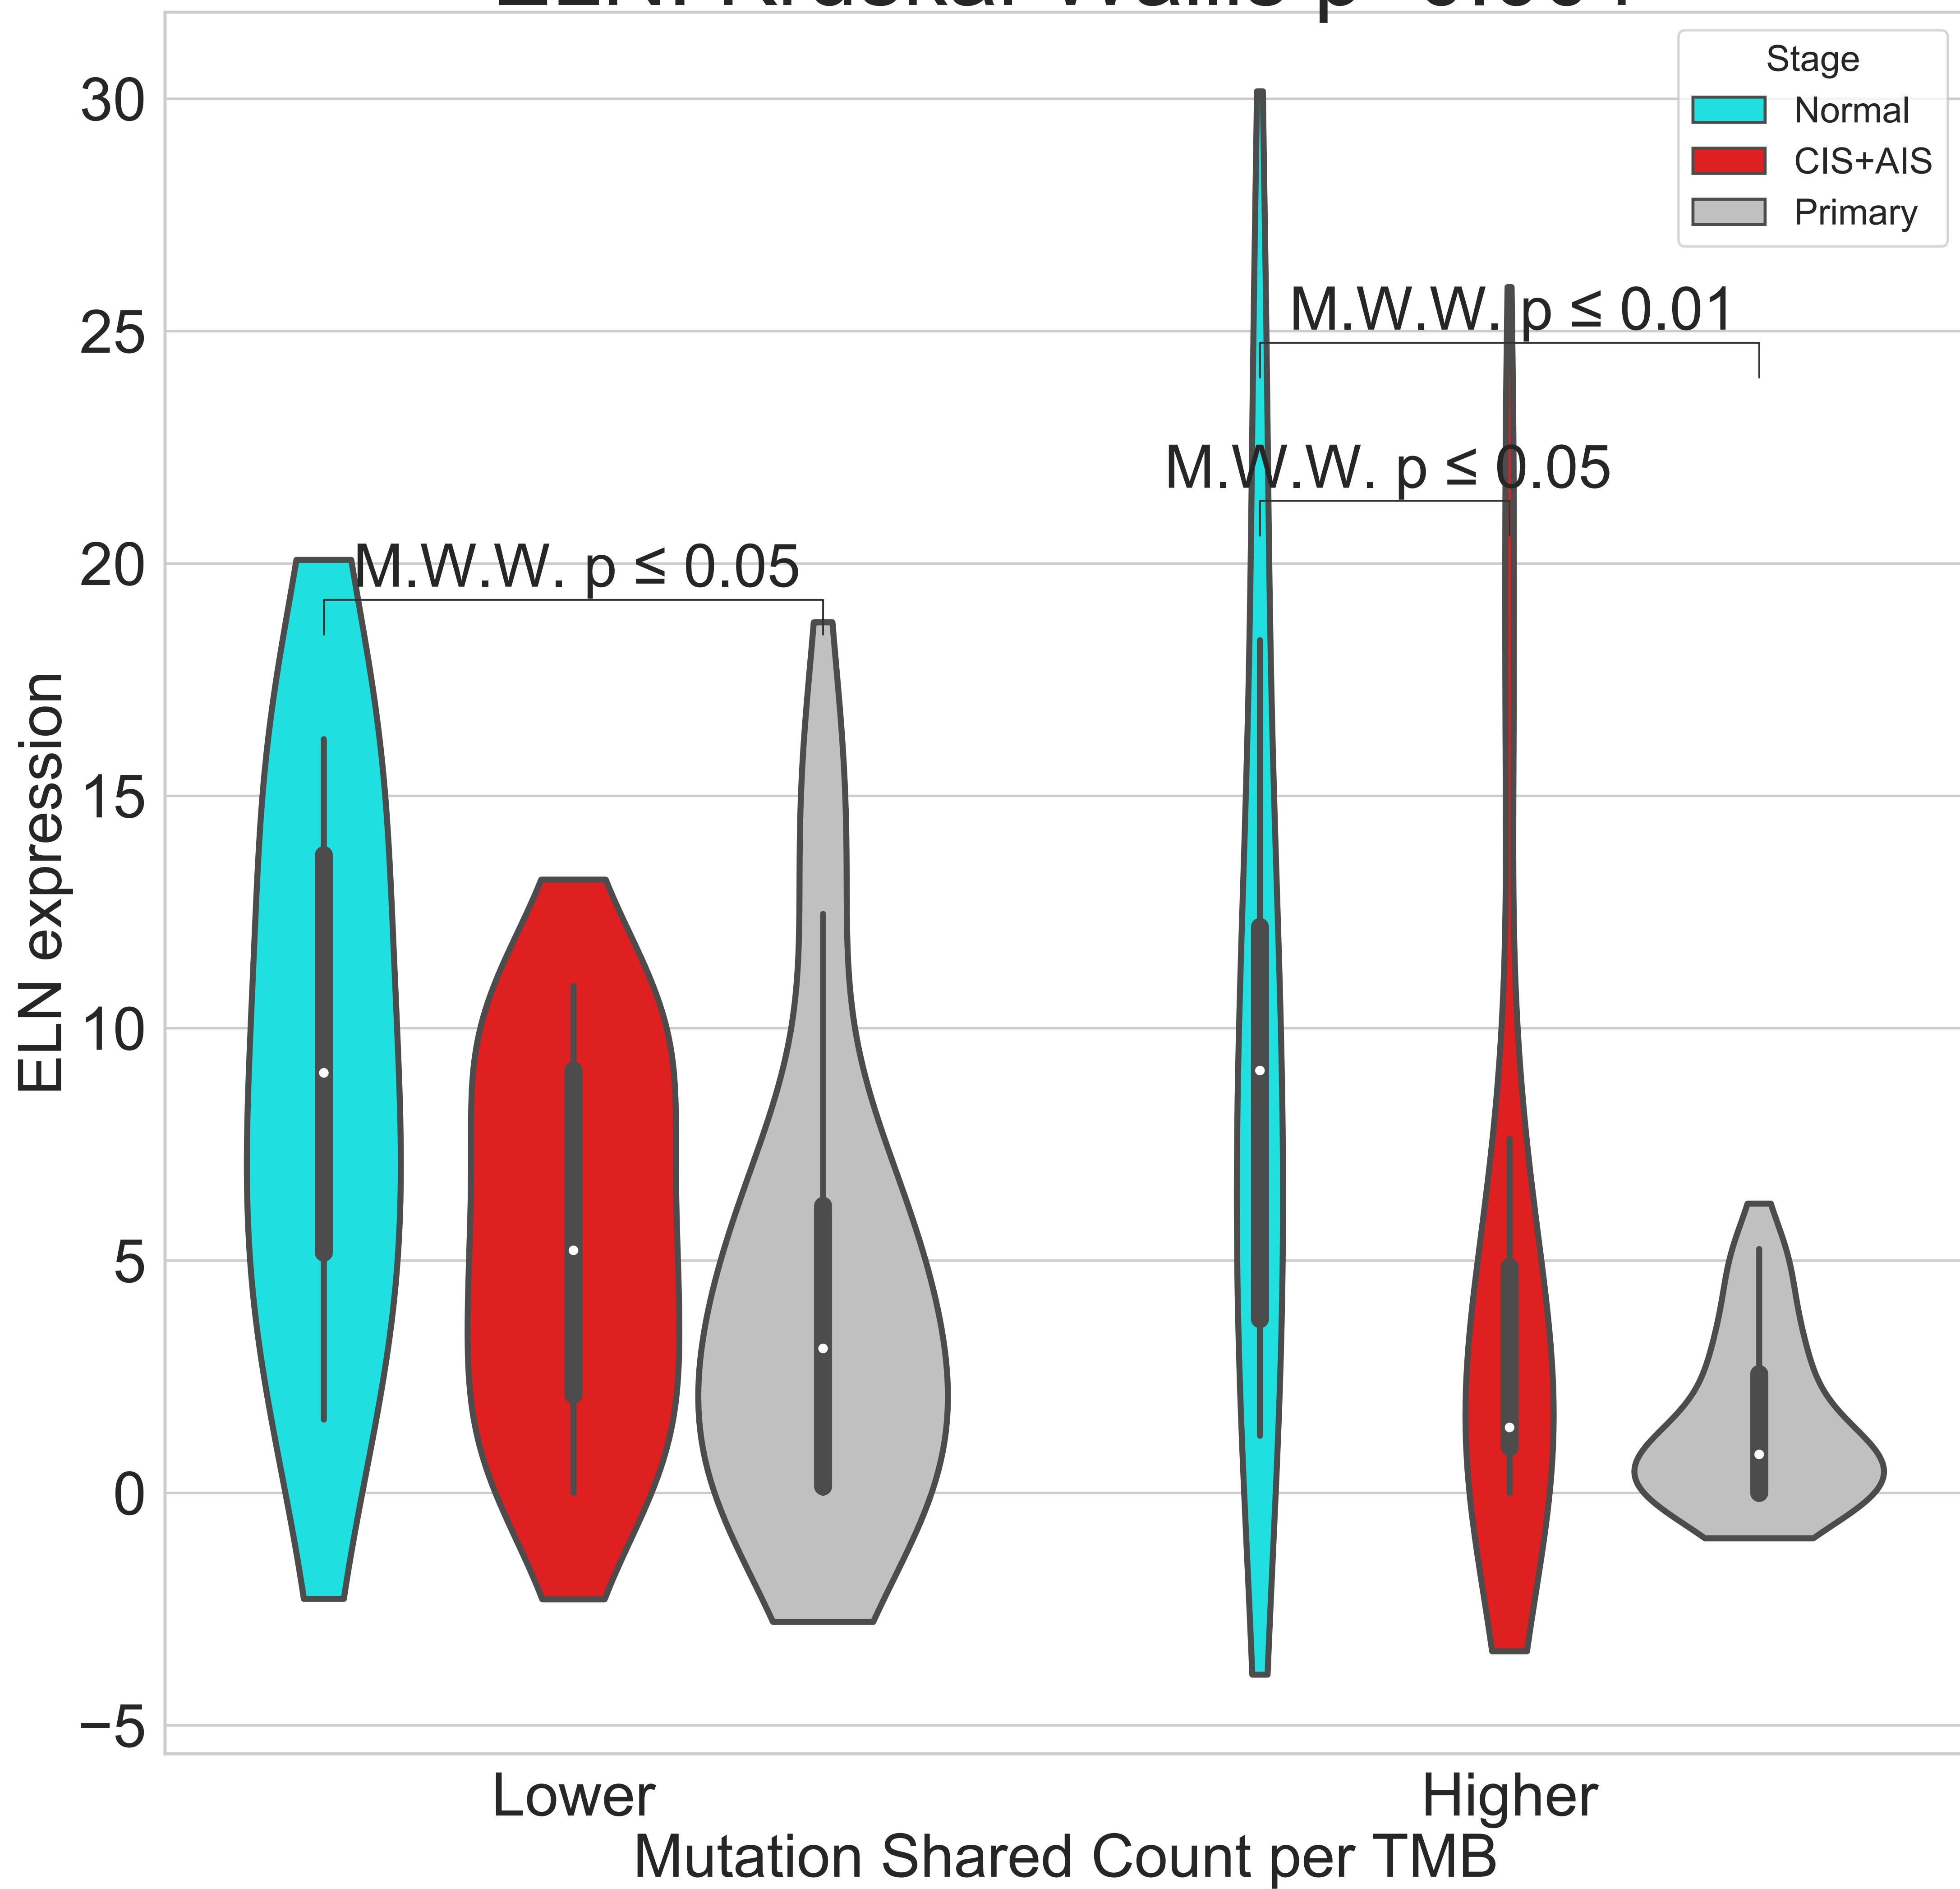 Stage
Normal
CIS+AIS
Primary
30
25
20
15
10
5
0
−5
ELN expression
M.W.W. p ≤ 0.01
M.W.W. p ≤ 0.05
M.W.W. p ≤ 0.05
Lower
Higher
Mutation Shared Count per TMB